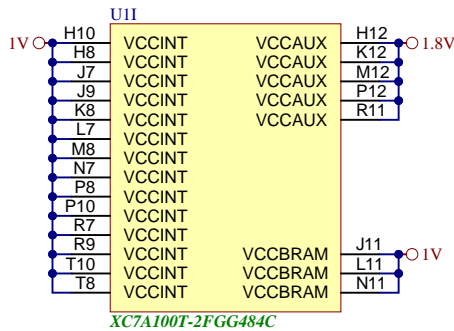 U1I
1V H10 VCCINT VCCAUX H12 1.8V
H8 VCCINT VCCAUX K12
J7 VCCINT VCCAUX M12
J9 VCCINT VCCAUX P12
K8 VCCINT VCCAUX R11
L7 VCCINT
M8 VCCINT
N7 VCCINT
P8 VCCINT
P10 VCCINT
R7 VCCINT
R9 VCCINT VCCBRAM J11 1V
T10 VCCINT VCCBRAM L11
T8 VCCINT VCCBRAM N11
XC7A100T-2FGG484C